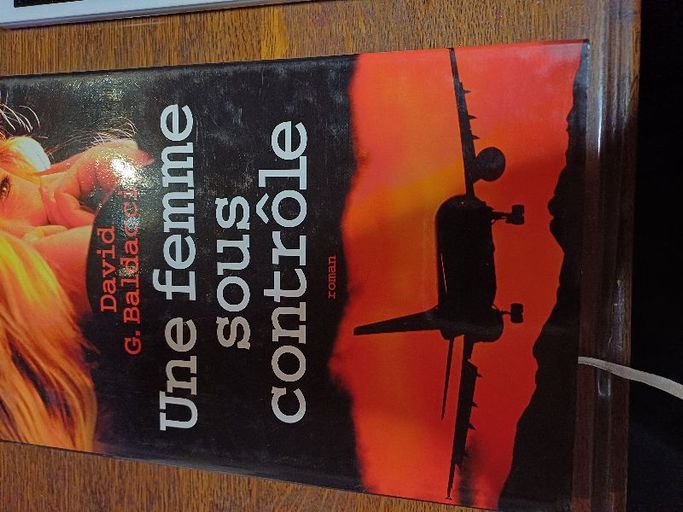 David
G. Baldacci
Une femme
sous
contrôle
roman